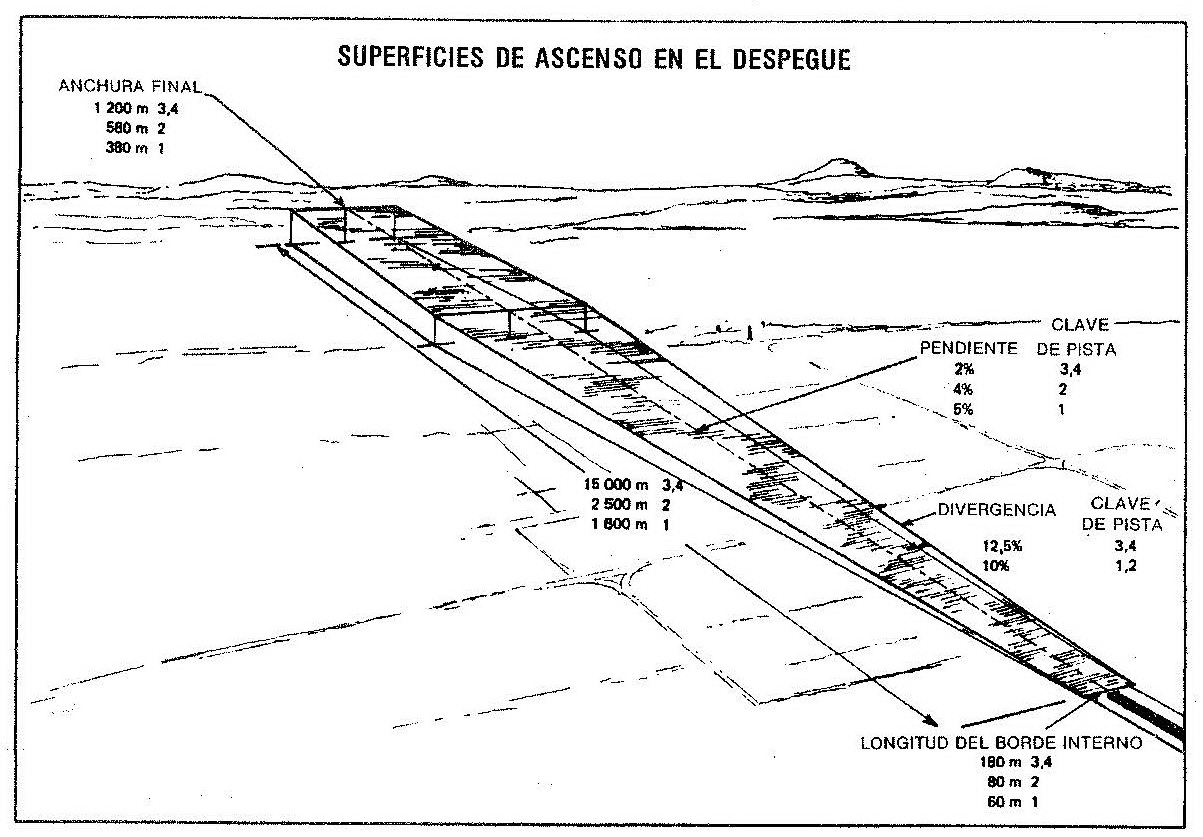 SUPERFICIES DE ASCENSO EN EL DESPEGUE
ANCHURA FINAL
1 200 m 3,4
580 m 2
380 m 1
CLAVE
PENDIENTE DE PISTA
2% 3,4
4% 2
5% 1
15 000 m 3,4
2 500 m 2
1 600 m 1
DIVERGENCIA CLAVE
DE PISTA
12,5% 3,4
10% 1,2
LONGITUD DEL BORDE INTERNO
180 m 3,4
80 m 2
60 m 1